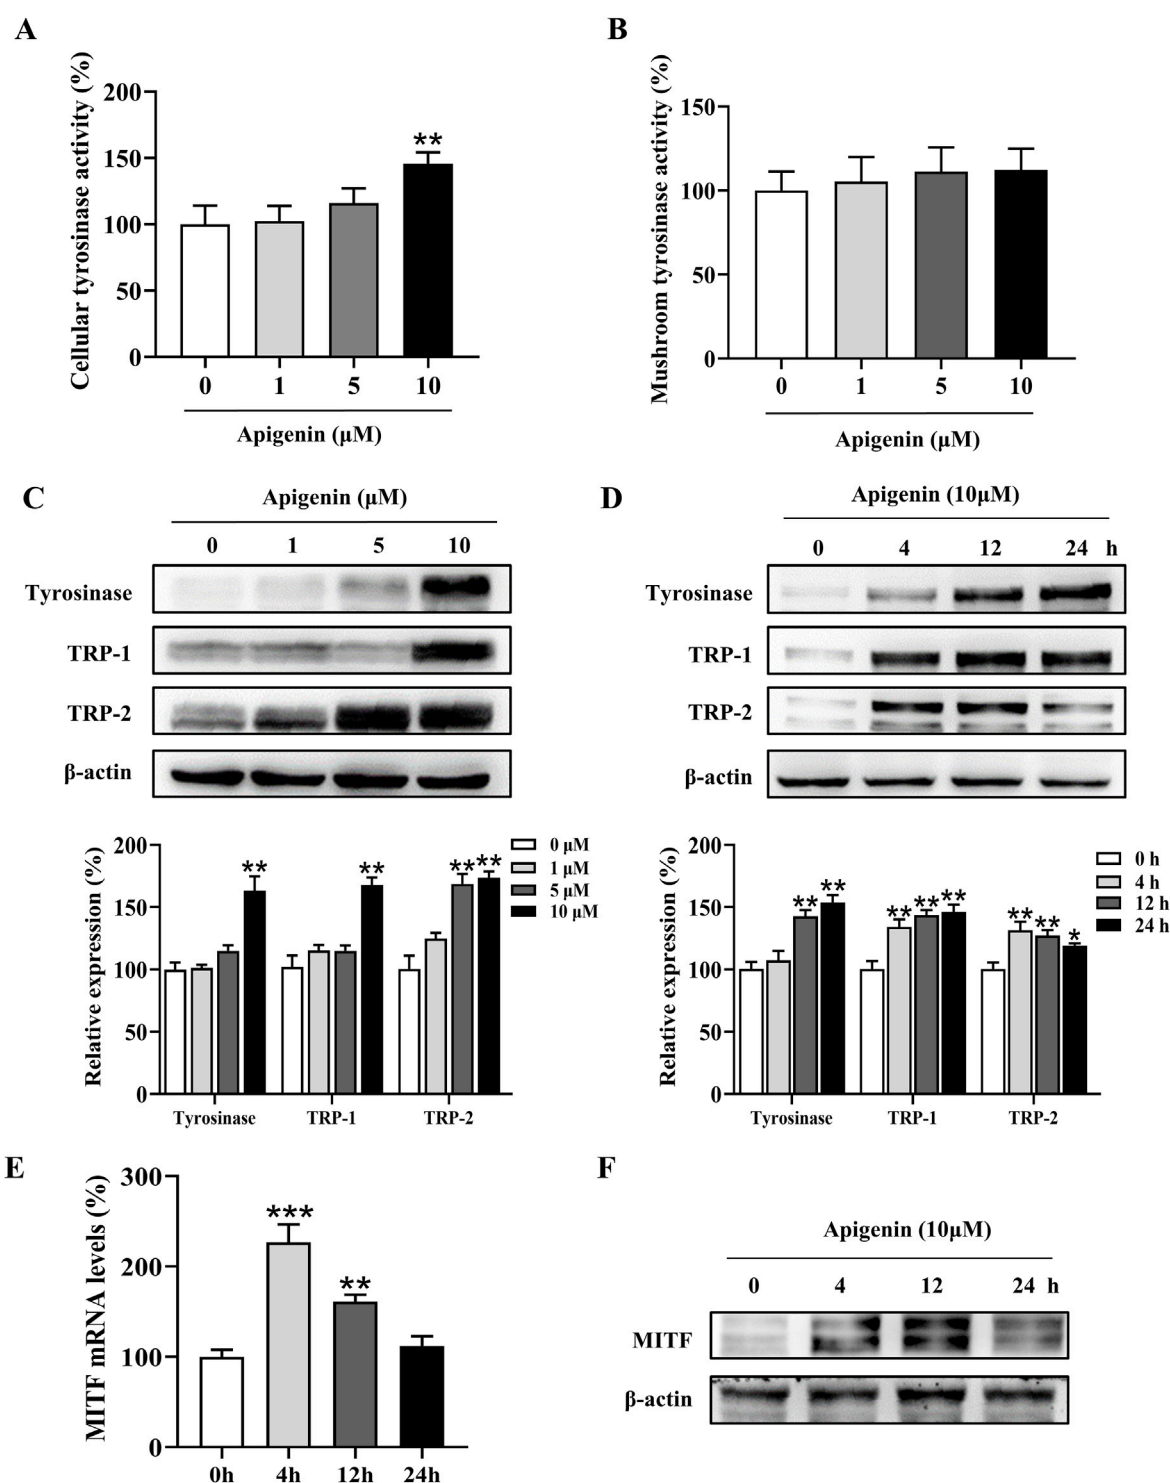 A
Cellular tyrosinase activity (%)
200
150
100
50
0
**
0 1 5 10
Apigenin (μM)
B
Mushroom tyrosinase activity (%)
150
100
50
0
0 1 5 10
Apigenin (μM)
C
Apigenin (μM)
0 1 5 10
Tyrosinase
TRP-1
TRP-2
β-actin
Relative expression (%)
200
150
100
50
0
** ** ** **
Tyrosinase TRP-1 TRP-2
0 μM
1 μM
5 μM
10 μM
D
Apigenin (10μM)
0 4 12 24 h
Tyrosinase
TRP-1
TRP-2
β-actin
Relative expression (%)
200
150
100
50
0
** ** ** ** ** ** ** *
Tyrosinase TRP-1 TRP-2
0 h
4 h
12 h
24 h
E
MITF mRNA levels (%)
300
200
100
0
*** **
0h 4h 12h 24h
F
Apigenin (10μM)
0 4 12 24 h
MITF
β-actin